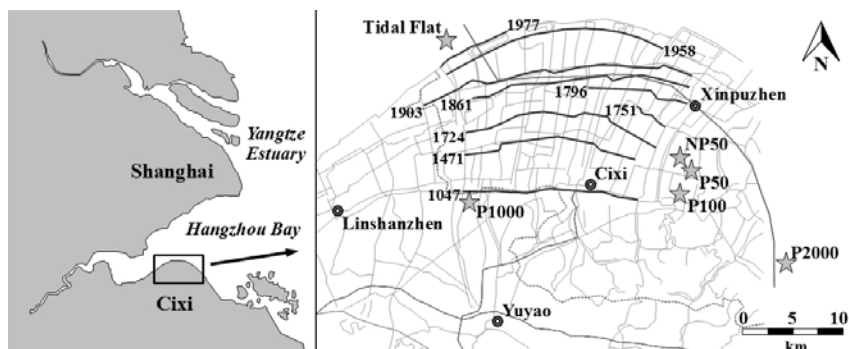 Yangtze
Estuary
Shanghai
Hangzhou Bay
Cixi
Tidal Flat
1977
1958
N
1903
1861
1796
1751
Xinpuzhen
1724
1471
NP50
P50
Cixi
P100
1047
P1000
Linshanzhen
P2000
Yuyao
0 5 10
km